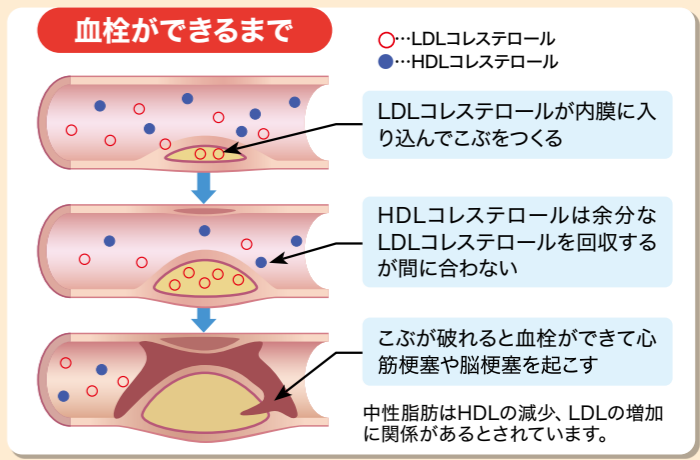 血栓ができるまで
○…LDLコレステロール
●…HDLコレステロール
LDLコレステロールが内膜に入
り込んでこぶをつくる
HDLコレステロールは余分な
LDLコレステロールを回収する
が間に合わない
こぶが破れると血栓ができて心
筋梗塞や脳梗塞を起こす
中性脂肪はHDLの減少、LDLの増加
に関係があるとされています。